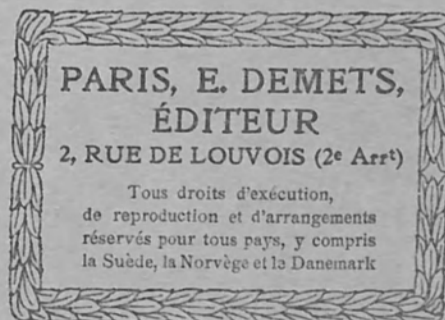 PARIS, E. DEMETS,
ÉDITEUR
2, RUE DE LOUVOIS (2e Arrt)
Tous droits d'exécution,
de reproduction et d'arrangements
réservés pour tous pays, y compris
la Suède, la Norvège et le Danemark